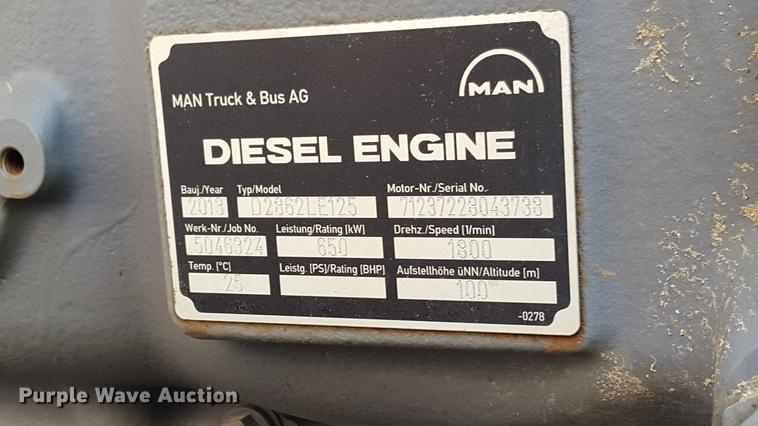 MAN
MAN Truck & Bus AG
DIESEL ENGINE
Bauj./Year Typ/Model Motor-Nr./Serial No.
2013 D2862LE125 71237228043738
Werk-Nr./Job No. Leistung/Rating [kW] Drehz./Speed [1/min]
5046324 650 1800
Temp. [°C] Leistg. [PS]/Rating [BHP] Aufstellhöhe üNN/Altitude [m]
25 100
-0278
Purple Wave Auction